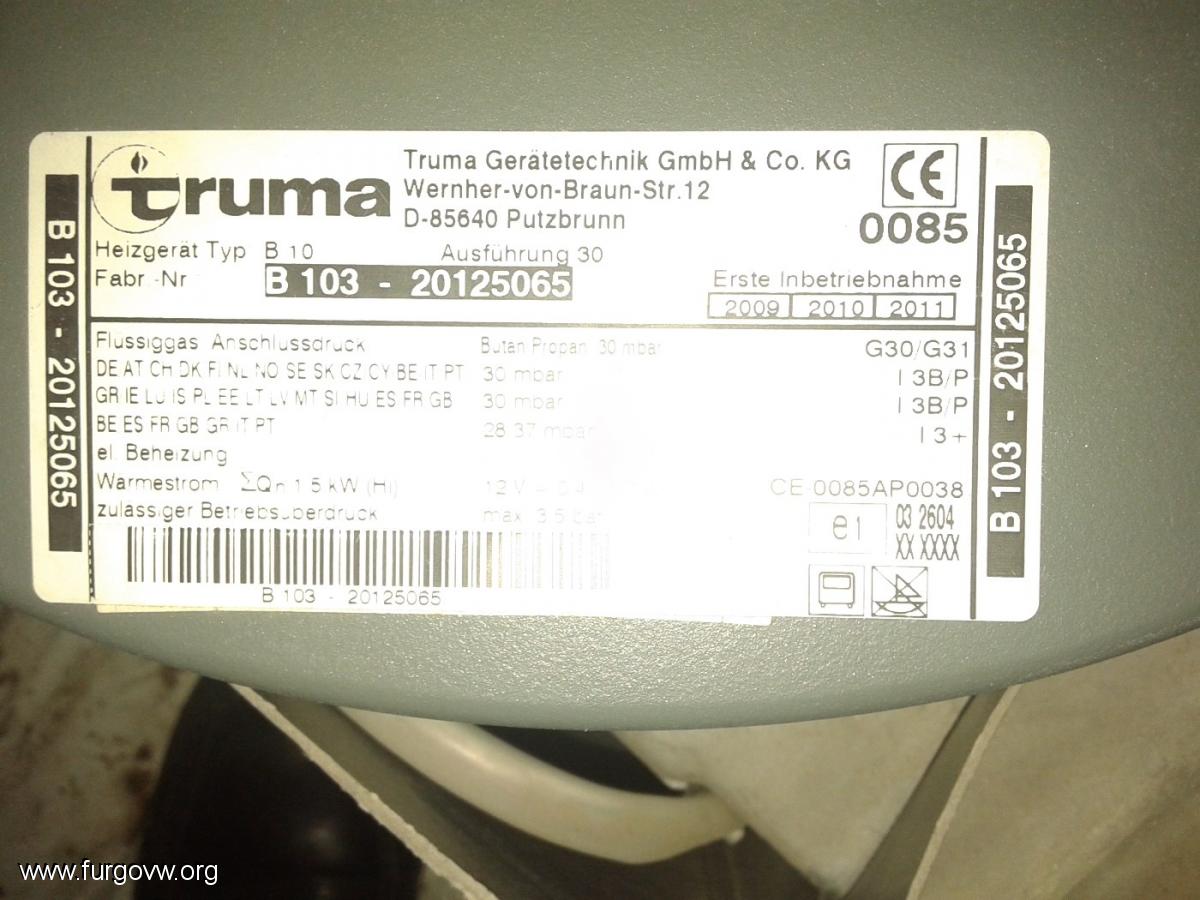 truma
Truma Gerätetechnik GmbH & Co. KG
Wernher-von-Braun-Str.12
D-85640 Putzbrunn
CE
0085
Heizgerät Typ B 10 Ausführung 30
Fabr.-Nr B 103 - 20125065
Erste Inbetriebnahme
2009 2010 2011
Flüssiggas Anschlussdruck Butan Propan 30 mbar G30/G31
DE AT CH DK FI NL NO SE SK CZ CY BE IT PT 30 mbar I 3B/P
GR IE LU IS PL EE LT LV MT SI HU ES FR GB 30 mbar I 3B/P
BE ES FR GB GR IT PT 28 37 mbar I 3+
el. Beheizung
Wärmestrom ΣQn 1 5 kW (Hi) 12 V CE-0085AP0038
zulässiger Betriebsüberdruck max 3,5 bar
e1 03 2604
XX XXXX
B 103 - 20125065
B 103 - 20125065
B 103 - 20125065
www.furgovw.org